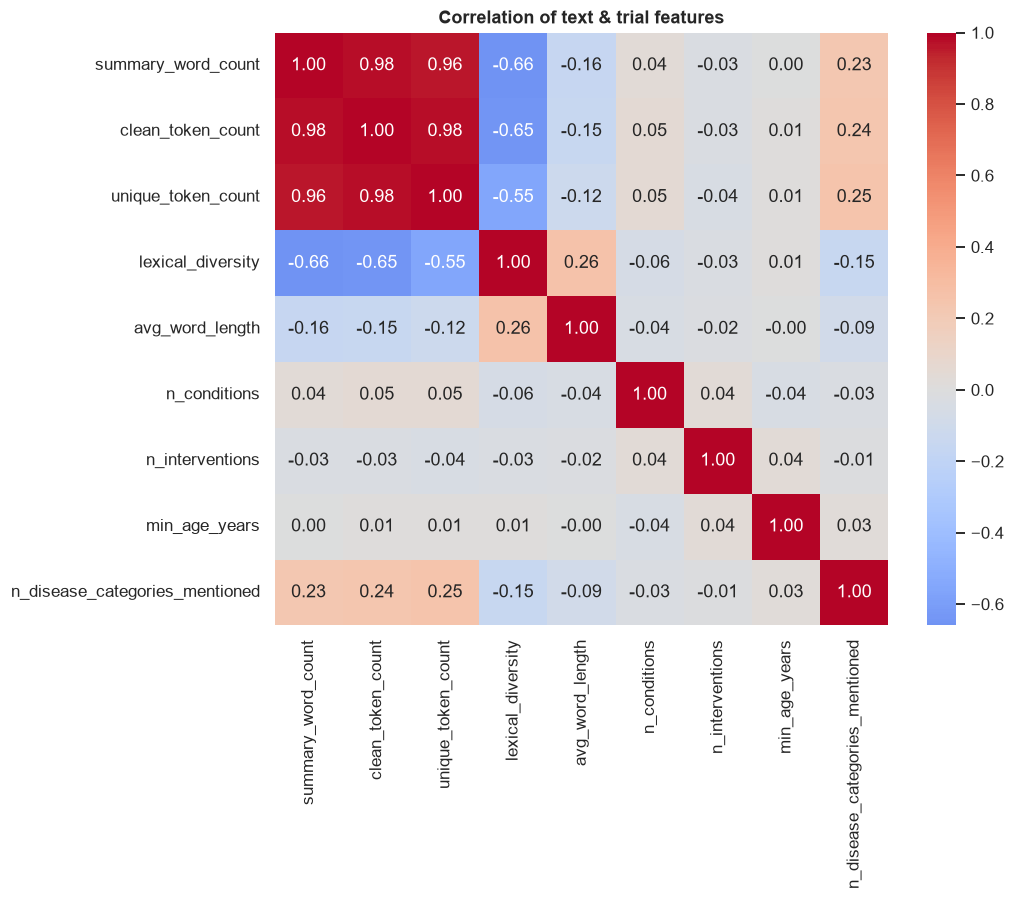 Correlation of text & trial features
summary_word_count 1.00 0.98 0.96 -0.66 -0.16 0.04 -0.03 0.00 0.23
clean_token_count 0.98 1.00 0.98 -0.65 -0.15 0.05 -0.03 0.01 0.24
unique_token_count 0.96 0.98 1.00 -0.55 -0.12 0.05 -0.04 0.01 0.25
lexical_diversity -0.66 -0.65 -0.55 1.00 0.26 -0.06 -0.03 0.01 -0.15
avg_word_length -0.16 -0.15 -0.12 0.26 1.00 -0.04 -0.02 -0.00 -0.09
n_conditions 0.04 0.05 0.05 -0.06 -0.04 1.00 0.04 -0.04 -0.03
n_interventions -0.03 -0.03 -0.04 -0.03 -0.02 0.04 1.00 0.04 -0.01
min_age_years 0.00 0.01 0.01 0.01 -0.00 -0.04 0.04 1.00 0.03
n_disease_categories_mentioned 0.23 0.24 0.25 -0.15 -0.09 -0.03 -0.01 0.03 1.00
summary_word_count
clean_token_count
unique_token_count
lexical_diversity
avg_word_length
n_conditions
n_interventions
min_age_years
n_disease_categories_mentioned
1.0
0.8
0.6
0.4
0.2
0.0
−0.2
−0.4
−0.6